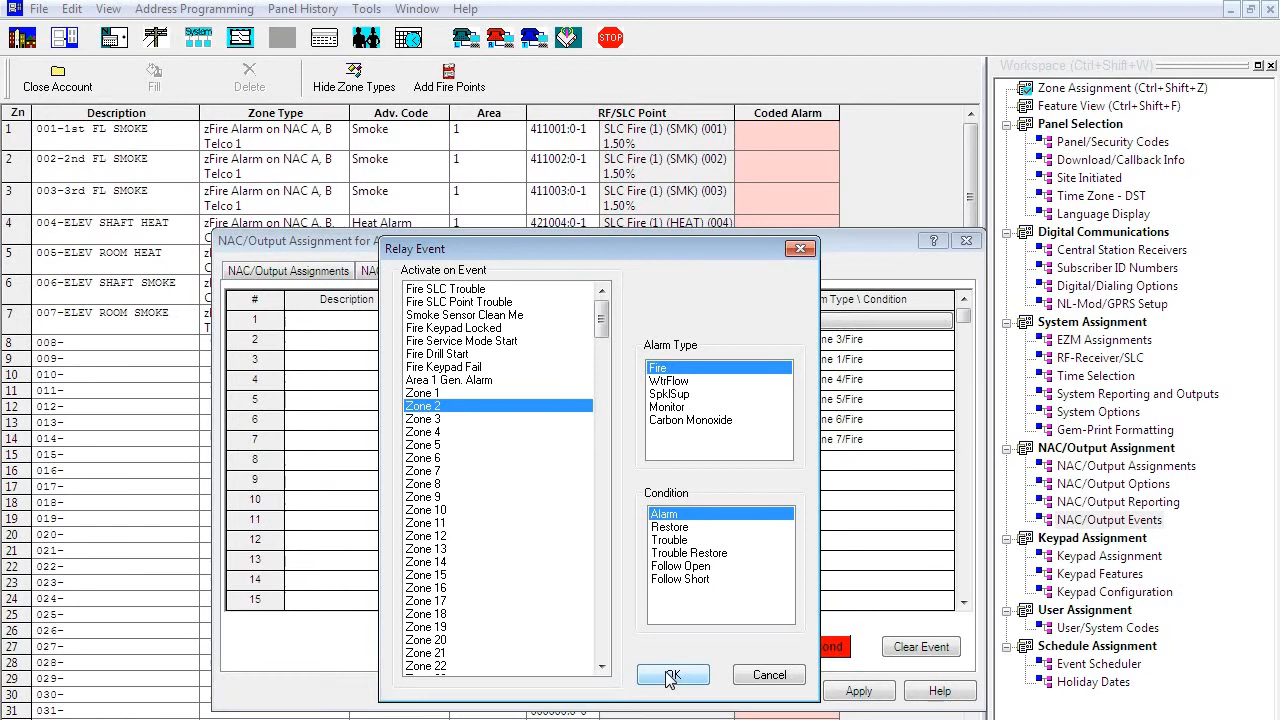 File Edit View Address Programming Panel History Tools Window Help
System STOP
Close Account Fill Delete Hide Zone Types Add Fire Points
Zn Description Zone Type Adv. Code Area RF/SLC Point Coded Alarm
1 001-1st FL SMOKE zFire Alarm on NAC A, B Smoke 1 411001:0-1 SLC Fire (1) (SMK) (001)
Telco 1 1.50%
2 002-2nd FL SMOKE zFire Alarm on NAC A, B Smoke 1 411002:0-1 SLC Fire (1) (SMK) (002)
Telco 1 1.50%
3 003-3rd FL SMOKE zFire Alarm on NAC A, B Smoke 1 411003:0-1 SLC Fire (1) (SMK) (003)
Telco 1 1.50%
4 004-ELEV SHAFT HEAT zFire Alarm on NAC A, B Heat Alarm 1 421004:0-1 SLC Fire (1) (HEAT) (004)
5 005-ELEV ROOM HEAT
6 006-ELEV SHAFT SMOKE
7 007-ELEV ROOM SMOKE
8 008-
9 009-
10 010-
11 011-
12 012-
13 013-
14 014-
15 015-
16 016-
17 017-
18 018-
19 019-
20 020-
21 021-
22 022-
23 023-
24 024-
25 025-
26 026-
27 027-
28 028-
29 029-
30 030-
31 031-
NAC/Output Assignment for
NAC/Output Assignments NAC
# Description Type \ Condition
1
2 3/Fire
3 1/Fire
4 4/Fire
5 5/Fire
6 6/Fire
7 7/Fire
8
9
10
11
12
13
14
15
Clear Event
Apply Help
Relay Event
Activate on Event
Fire SLC Trouble
Fire SLC Point Trouble
Smoke Sensor Clean Me
Fire Keypad Locked
Fire Service Mode Start
Fire Drill Start
Fire Keypad Fail
Area 1 Gen. Alarm
Zone 1
Zone 2
Zone 3
Zone 4
Zone 5
Zone 6
Zone 7
Zone 8
Zone 9
Zone 10
Zone 11
Zone 12
Zone 13
Zone 14
Zone 15
Zone 16
Zone 17
Zone 18
Zone 19
Zone 20
Zone 21
Zone 22
Alarm Type
Fire
WtrFlow
SpklSup
Monitor
Carbon Monoxide
Condition
Alarm
Restore
Trouble
Trouble Restore
Follow Open
Follow Short
OK Cancel
Workspace (Ctrl+Shift+W)
Zone Assignment (Ctrl+Shift+Z)
Feature View (Ctrl+Shift+F)
Panel Selection
Panel/Security Codes
Download/Callback Info
Site Initiated
Time Zone - DST
Language Display
Digital Communications
Central Station Receivers
Subscriber ID Numbers
Digital/Dialing Options
NL-Mod/GPRS Setup
System Assignment
EZM Assignments
RF-Receiver/SLC
Time Selection
System Reporting and Outputs
System Options
Gem-Print Formatting
NAC/Output Assignment
NAC/Output Assignments
NAC/Output Options
NAC/Output Reporting
NAC/Output Events
Keypad Assignment
Keypad Assignment
Keypad Features
Keypad Configuration
User Assignment
User/System Codes
Schedule Assignment
Event Scheduler
Holiday Dates